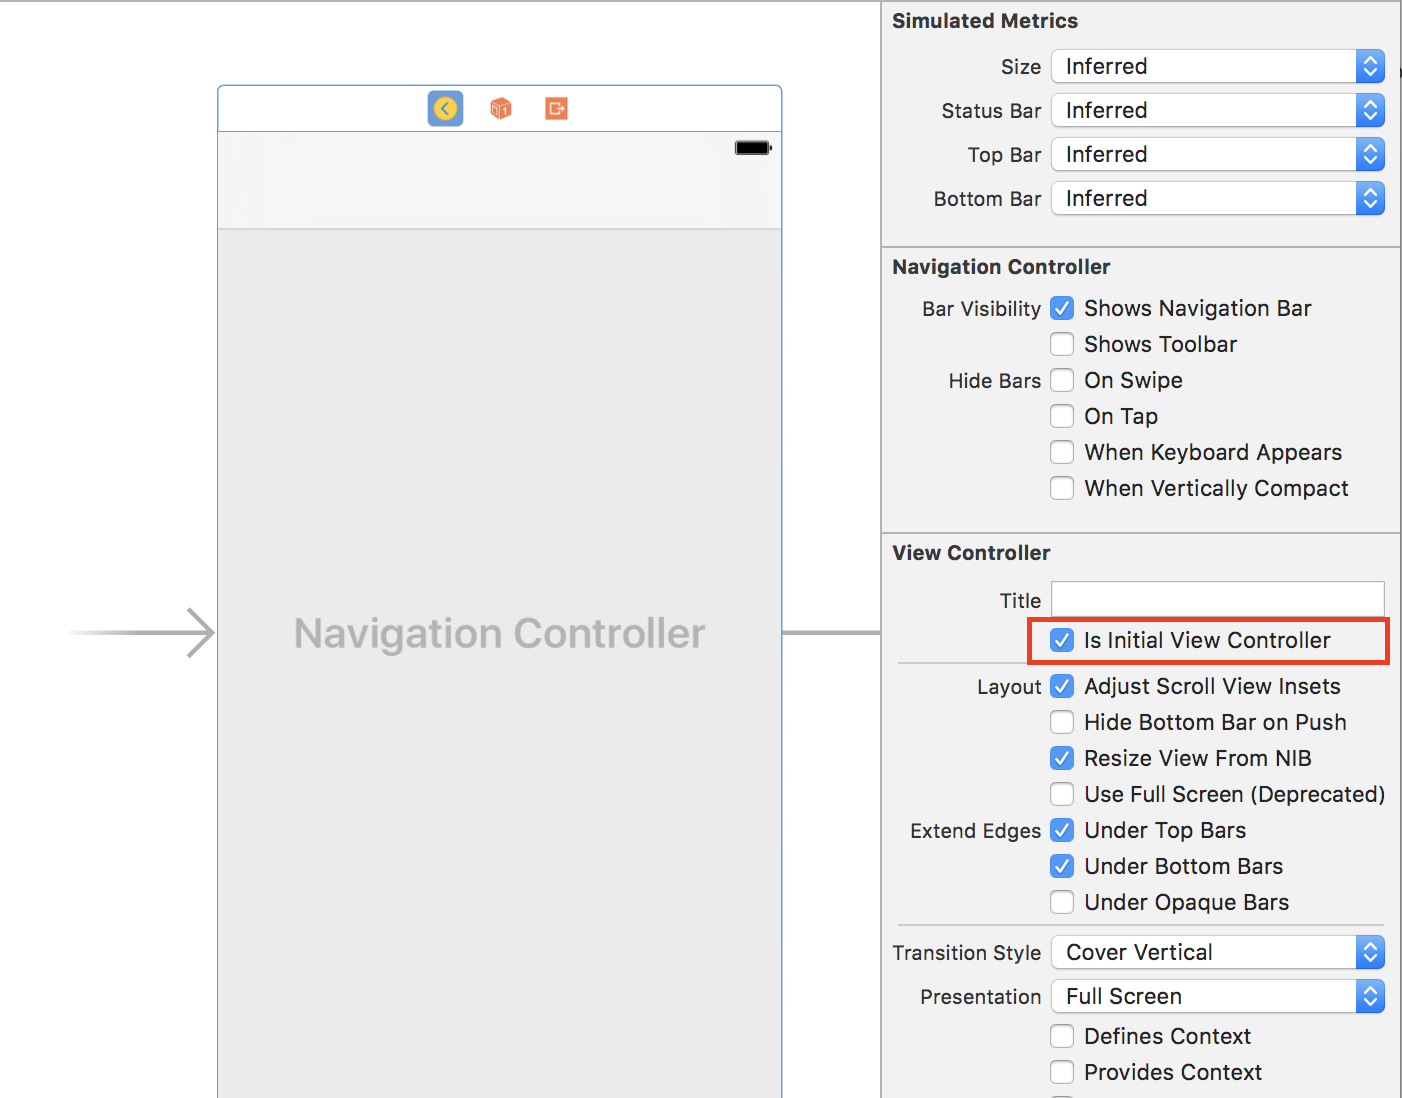 Navigation Controller
Simulated Metrics
Size Inferred
Status Bar Inferred
Top Bar Inferred
Bottom Bar Inferred
Navigation Controller
Bar Visibility Shows Navigation Bar
Shows Toolbar
Hide Bars On Swipe
On Tap
When Keyboard Appears
When Vertically Compact
View Controller
Title
Is Initial View Controller
Layout Adjust Scroll View Insets
Hide Bottom Bar on Push
Resize View From NIB
Use Full Screen (Deprecated)
Extend Edges Under Top Bars
Under Bottom Bars
Under Opaque Bars
Transition Style Cover Vertical
Presentation Full Screen
Defines Context
Provides Context